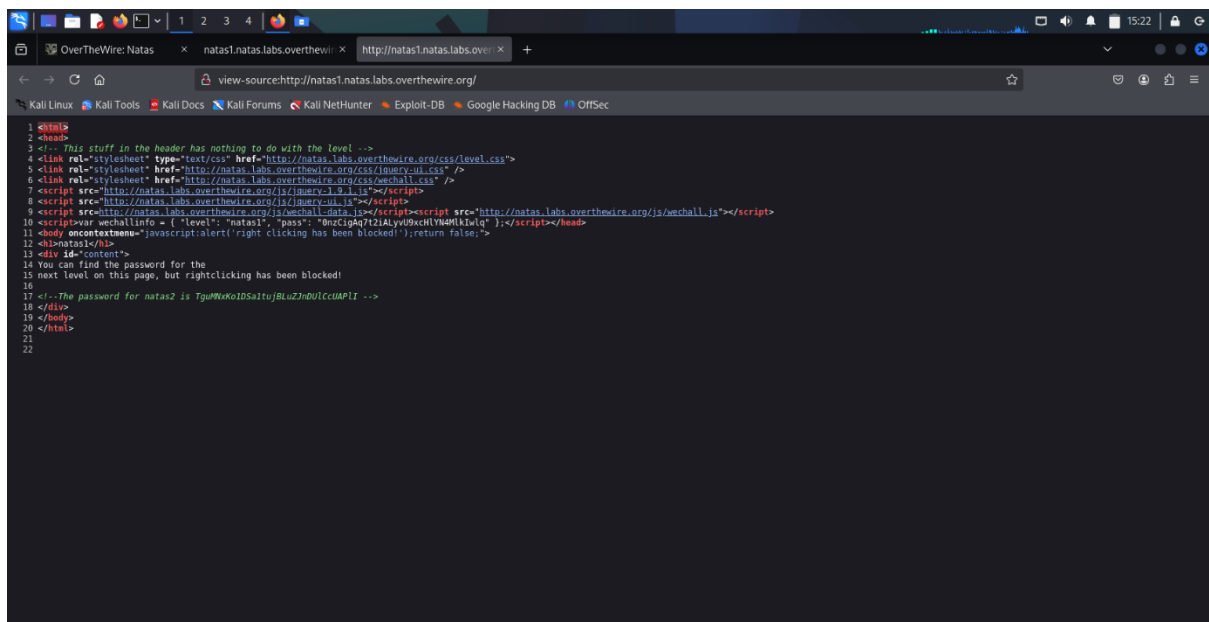 1 2 3 4 15:22
OverTheWire: Natas × natas1.natas.labs.overthewir × http://natas1.natas.labs.over × +
view-source:http://natas1.natas.labs.overthewire.org/
Kali Linux Kali Tools Kali Docs Kali Forums Kali NetHunter Exploit-DB Google Hacking DB OffSec
1 <html>
2 <head>
3 <!-- This stuff in the header has nothing to do with the level -->
4 <link rel="stylesheet" type="text/css" href="http://natas.labs.overthewire.org/css/level.css">
5 <link rel="stylesheet" href="http://natas.labs.overthewire.org/css/jquery-ui.css" />
6 <link rel="stylesheet" href="http://natas.labs.overthewire.org/css/wechall.css" />
7 <script src="http://natas.labs.overthewire.org/js/jquery-1.9.1.js"></script>
8 <script src="http://natas.labs.overthewire.org/js/jquery-ui.js"></script>
9 <script src=http://natas.labs.overthewire.org/js/wechall-data.js></script><script src="http://natas.labs.overthewire.org/js/wechall.js"></script>
10 <script>var wechallinfo = { "level": "natas1", "pass": "0nzCigAq7t2iALyvU9xcHlYN4MlkIwlq" };</script></head>
11 <body oncontextmenu="javascript:alert('right clicking has been blocked!');return false;">
12 <h1>natas1</h1>
13 <div id="content">
14 You can find the password for the
15 next level on this page, but rightclicking has been blocked!
16
17 <!--The password for natas2 is TguMNxKo1DSa1tujBLuZJnDUlCcUAPlI -->
18 </div>
19 </body>
20 </html>
21
22